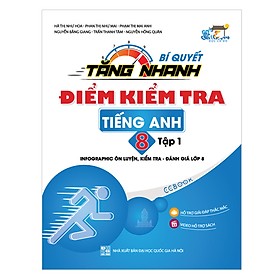 HÀ THỊ NHƯ HOA - PHAN THỊ NHƯ MAI - PHẠM THỊ MAI ANH
NGUYỄN BẰNG GIANG - TRẦN THANH TÂM - NGUYỄN HỒNG QUÂN
BÍ QUYẾT
TĂNG NHANH
ĐIỂM KIỂM TRA
TIẾNG ANH
8 Tập 1
INFOGRAPHIC ÔN LUYỆN, KIỂM TRA - ĐÁNH GIÁ LỚP 8
CCBOOK
HỖ TRỢ GIẢI ĐÁP THẮC MẮC
VIDEO HỖ TRỢ SÁCH
NHÀ XUẤT BẢN ĐẠI HỌC QUỐC GIA HÀ NỘI